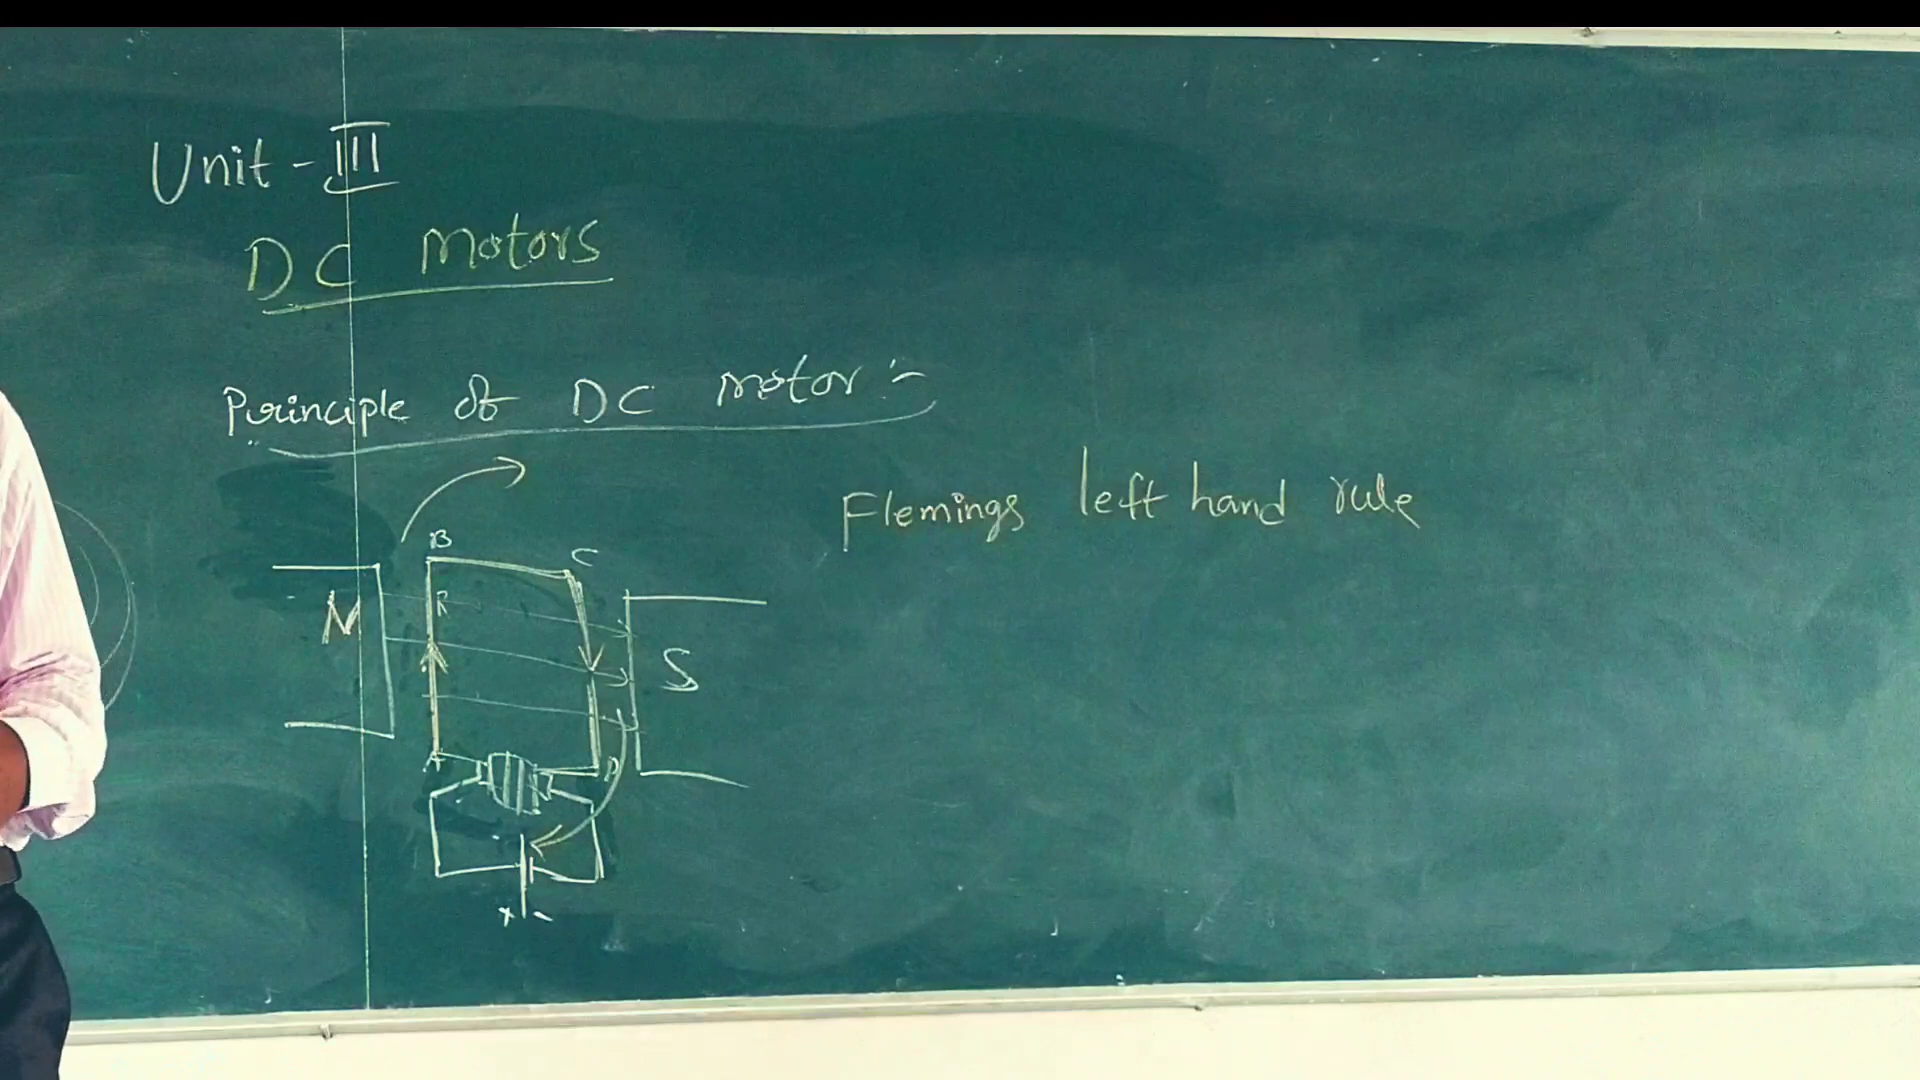 Unit - III
DC Motors
Principle of DC motor :-
Flemings left hand rule
B
C
R
N
S
A
D
+ -